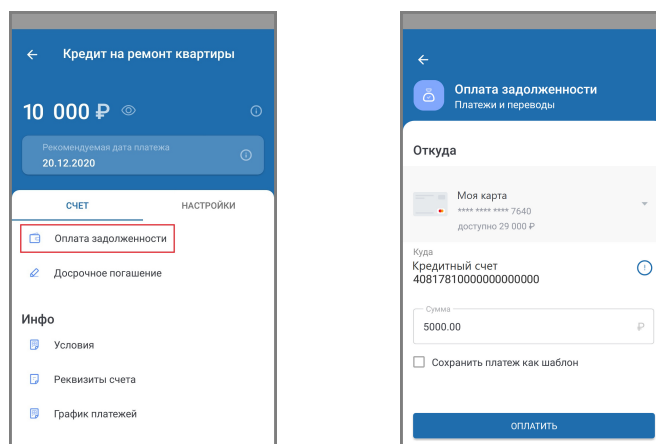 Кредит на ремонт квартиры
10 000 ₽
Рекомендуемая дата платежа
20.12.2020
СЧЕТ
НАСТРОЙКИ
Оплата задолженности
Досрочное погашение
Инфо
Условия
Реквизиты счета
График платежей
Оплата задолженности
Платежи и переводы
Откуда
Моя карта
**** **** **** 7640
доступно 29 000 ₽
Куда
Кредитный счет
40817810000000000000
Сумма
5000.00 ₽
Сохранить платеж как шаблон
ОПЛАТИТЬ